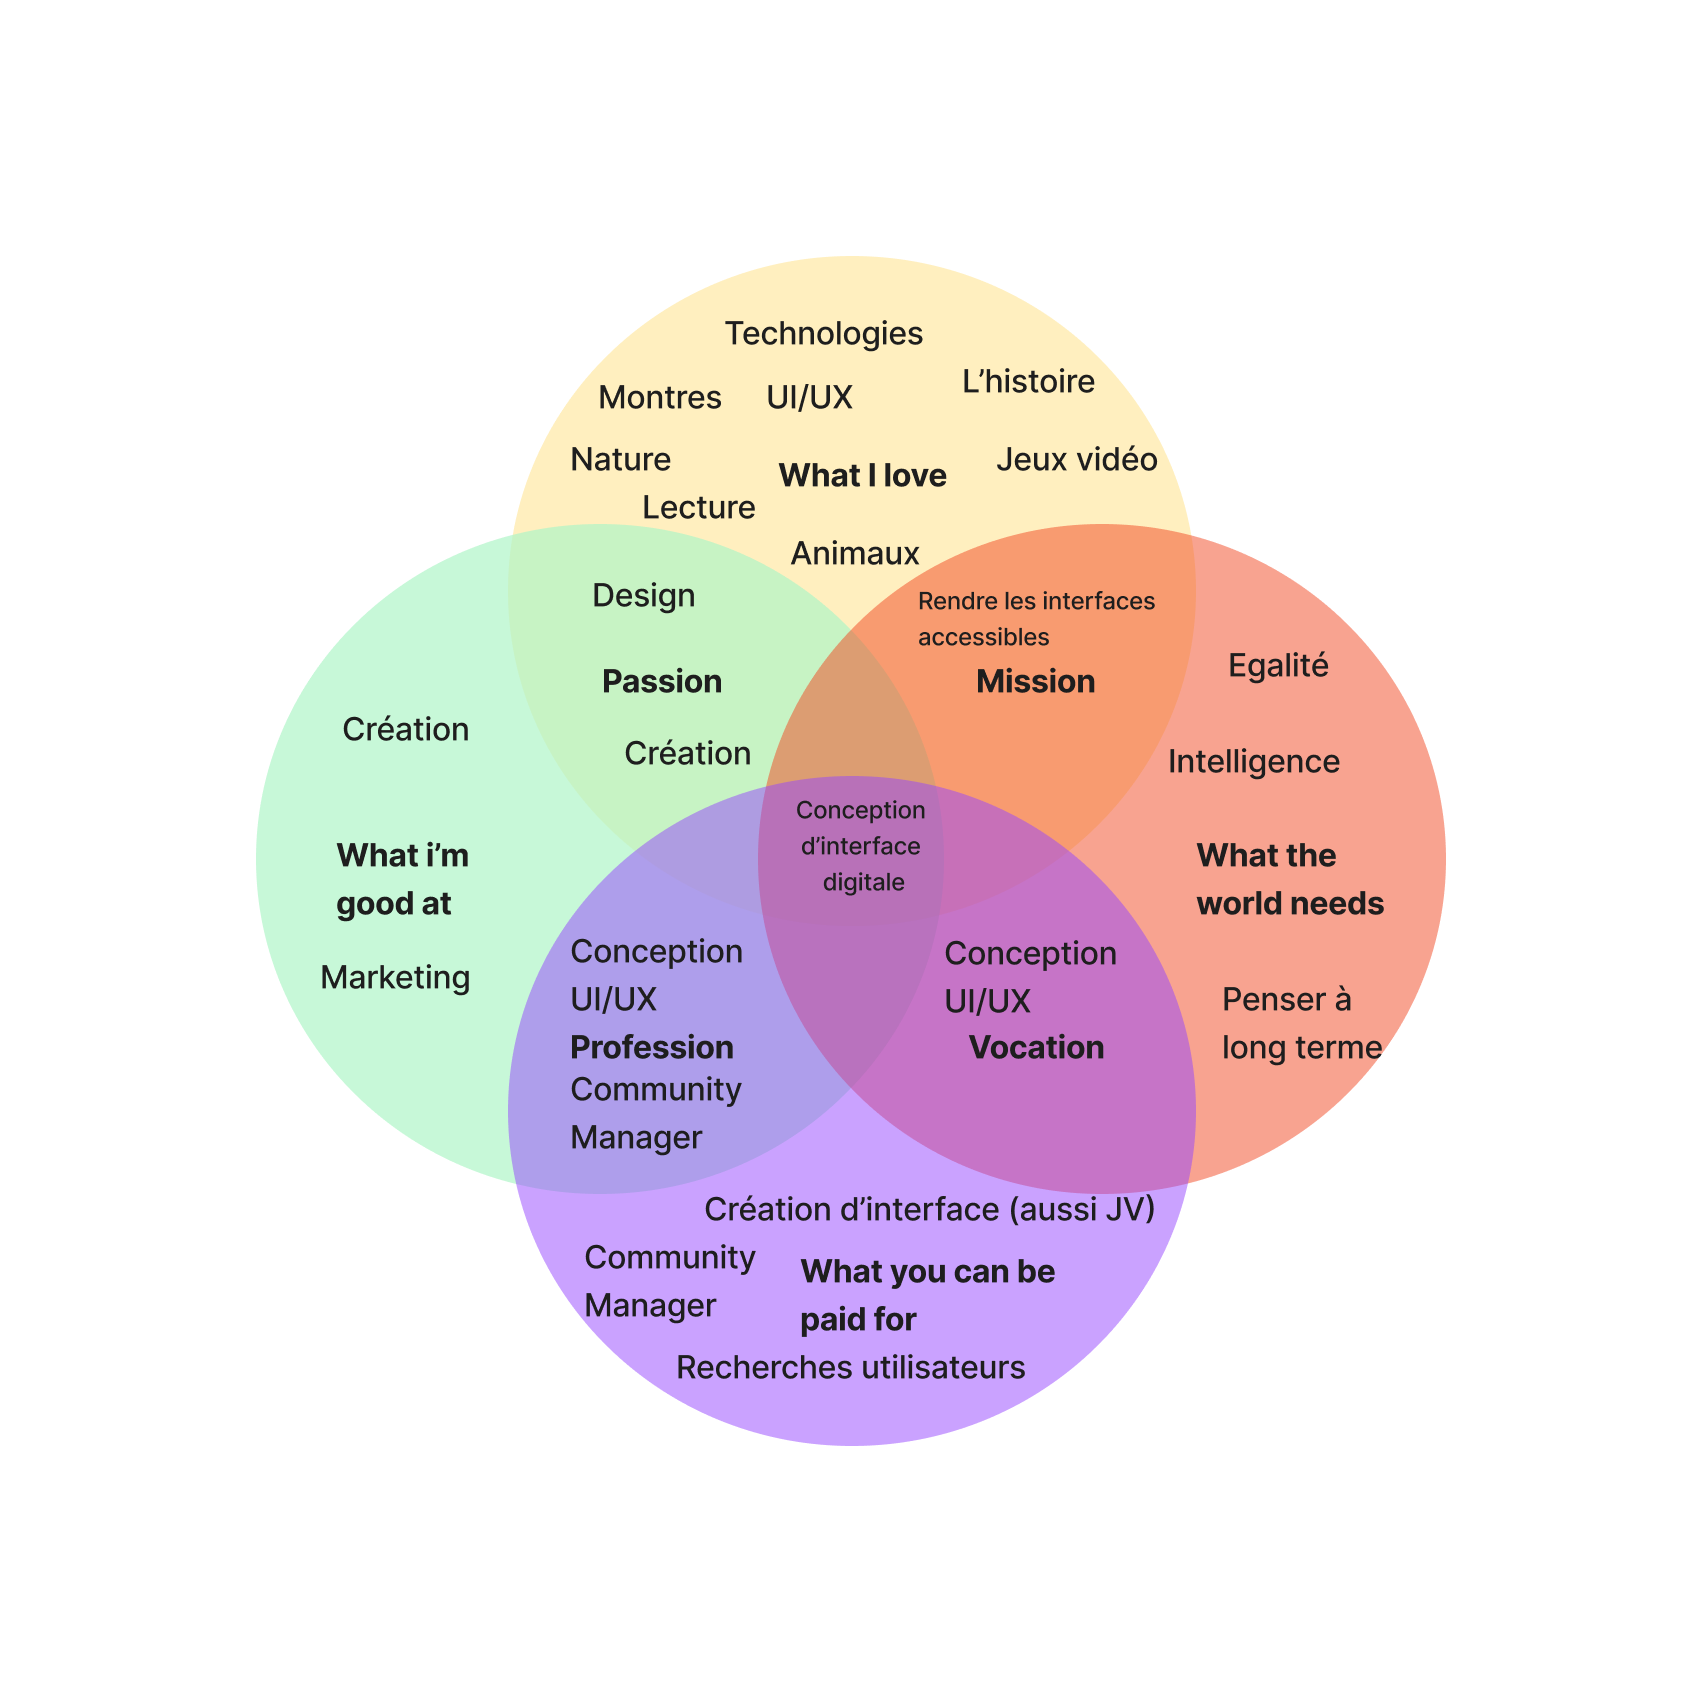 Technologies
L’histoire
Montres
UI/UX
Nature
What I love
Jeux vidéo
Lecture
Animaux
Design
Rendre les interfaces
accessibles
Passion
Mission
Egalité
Création
Création
Intelligence
Conception
d’interface
digitale
What i’m
good at
What the
world needs
Marketing
Conception
UI/UX
Profession
Community
Manager
Conception
UI/UX
Vocation
Penser à
long terme
Création d’interface (aussi JV)
Community
Manager
What you can be
paid for
Recherches utilisateurs